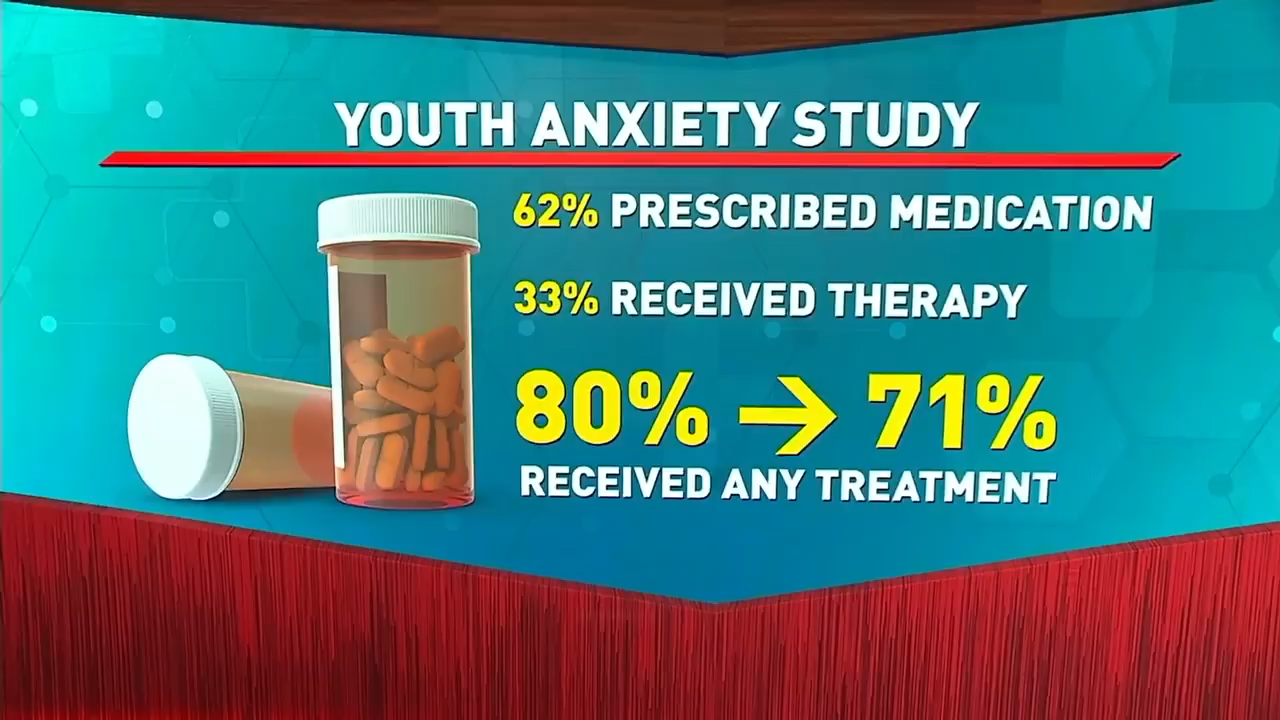 YOUTH ANXIETY STUDY
62% PRESCRIBED MEDICATION
33% RECEIVED THERAPY
80% → 71%
RECEIVED ANY TREATMENT